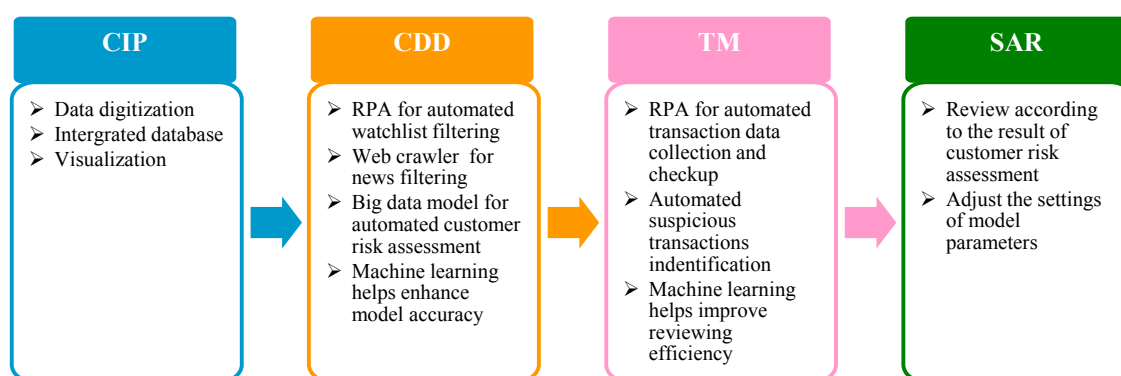 CIP
➢ Data digitization
➢ Intergrated database
➢ Visualization
CDD
➢ RPA for automated
watchlist filtering
➢ Web crawler for
news filtering
➢ Big data model for
automated customer
risk assessment
➢ Machine learning
helps enhance
model accuracy
TM
➢ RPA for automated
transaction data
collection and
checkup
➢ Automated
suspicious
transactions
indentification
➢ Machine learning
helps improve
reviewing
efficiency
SAR
➢ Review according
to the result of
customer risk
assessment
➢ Adjust the settings
of model
parameters